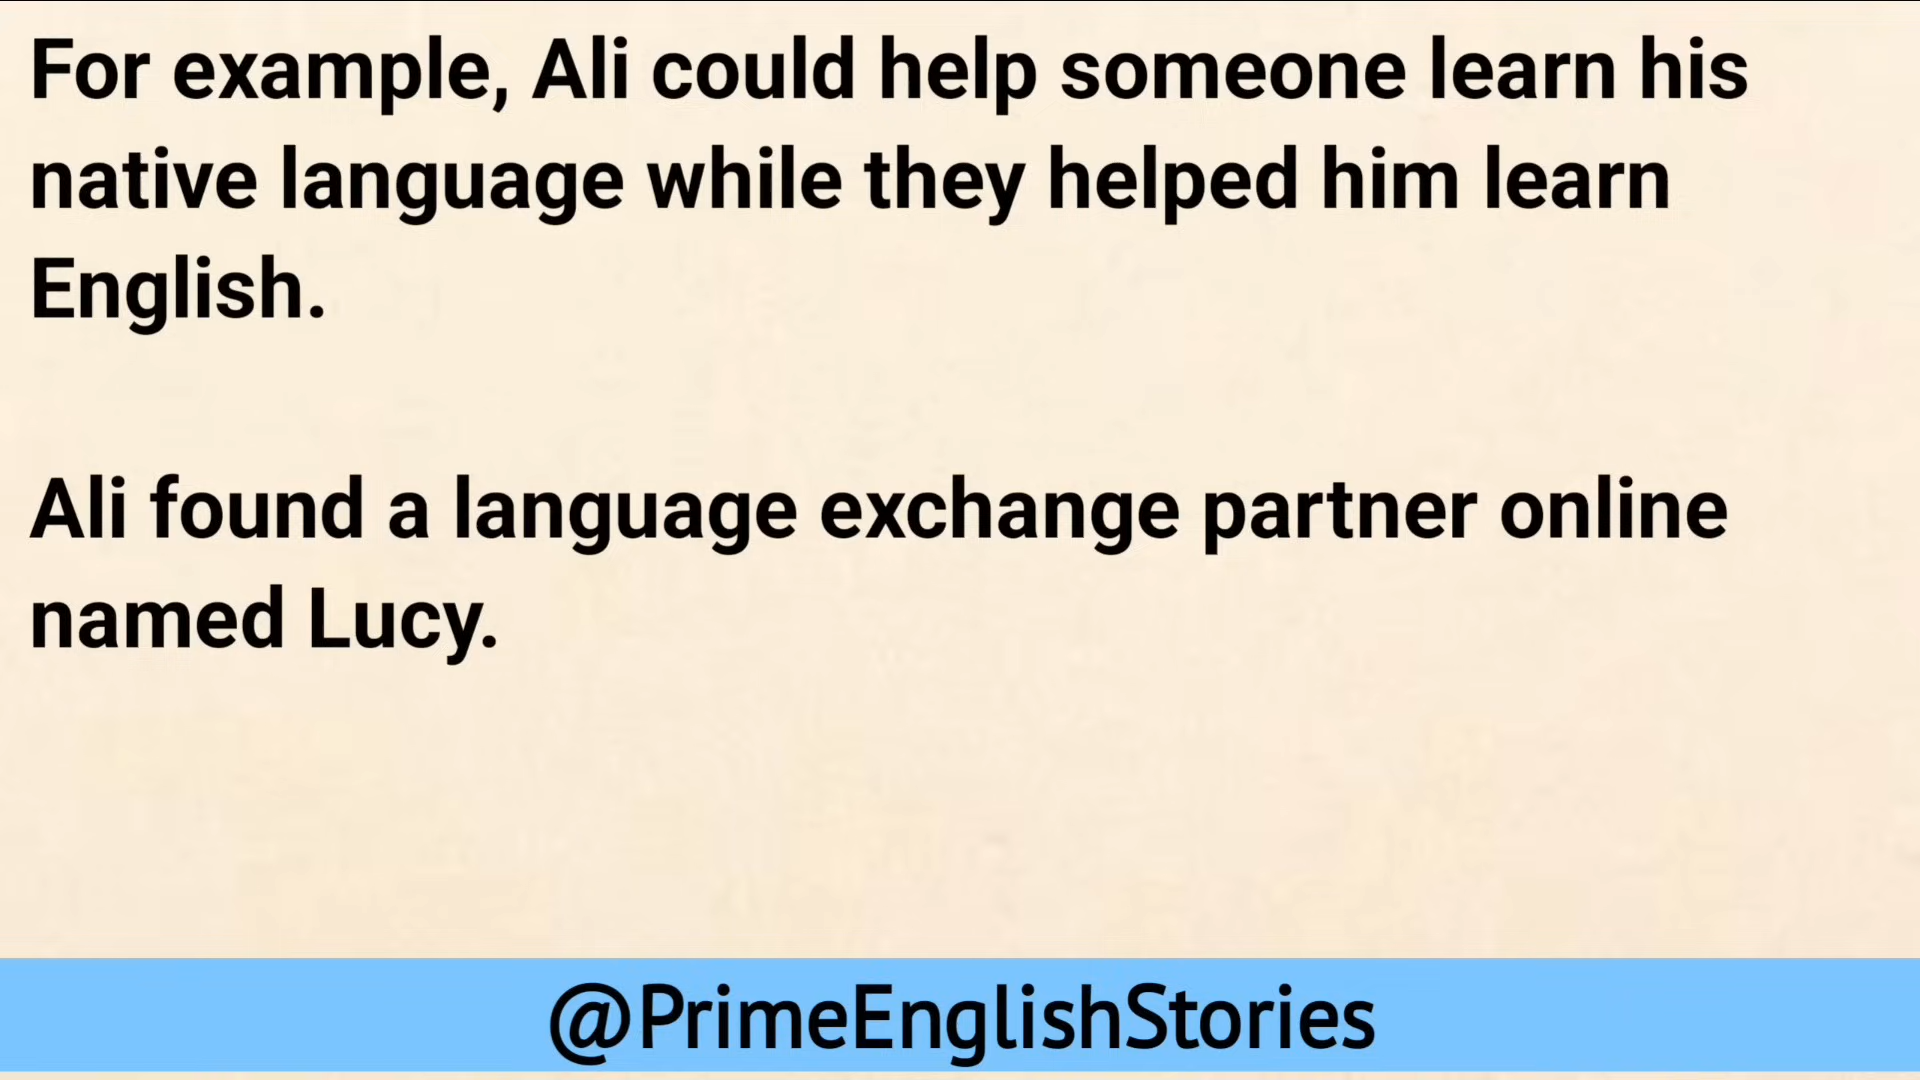 For example, Ali could help someone learn his
native language while they helped him learn
English.
Ali found a language exchange partner online
named Lucy.
@PrimeEnglishStories